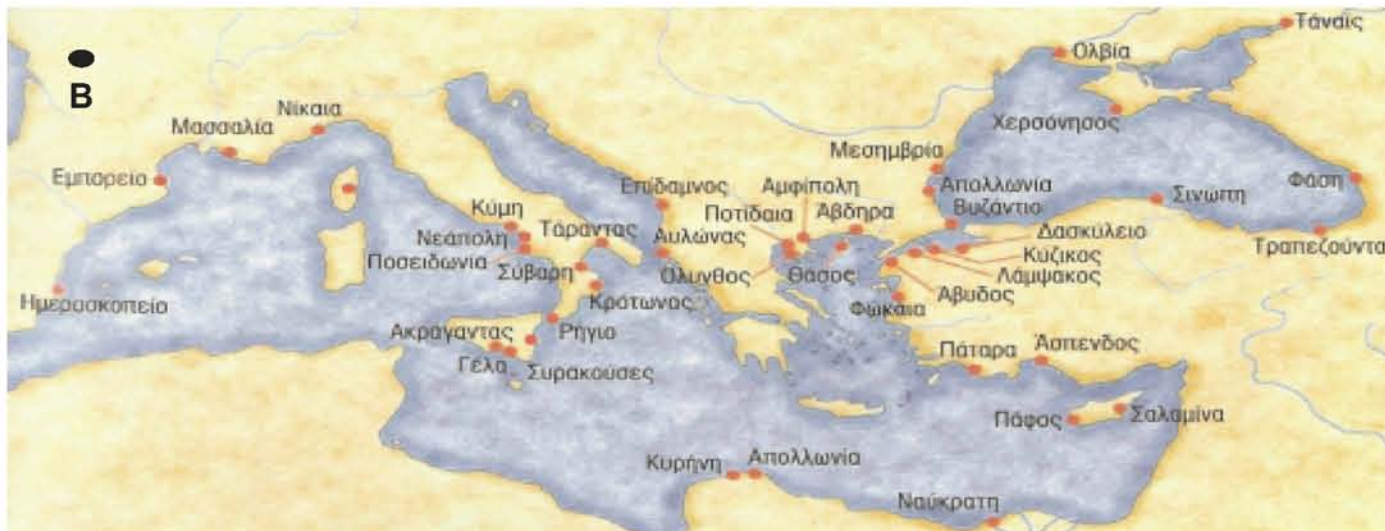 Τάναϊς
Ολβία
Β
Νίκαια
Χερσόνησος
Μασσαλία
Μεσημβρία
Εμπορείο
Επίδαμνος
Αμφίπολη
Απολλωνία
Σινώπη
Φάση
Ποτίδαια
Άβδηρα
Κύμη
Τάραντας
Βυζάντιο
Νεάπολη
Αυλώνας
Δασκύλειο
Τραπεζούντα
Ποσειδωνία
Κύζικος
Σύβαρη
Όλυνθος
Θάσος
Λάμψακος
Ημεροσκοπείο
Κρότωνας
Άβυδος
Φώκαια
Ακράγαντας
Ρήγιο
Γέλα
Συρακούσες
Πάταρα
Άσπενδος
Πάφος
Σαλαμίνα
Κυρήνη
Απολλωνία
Ναύκρατη